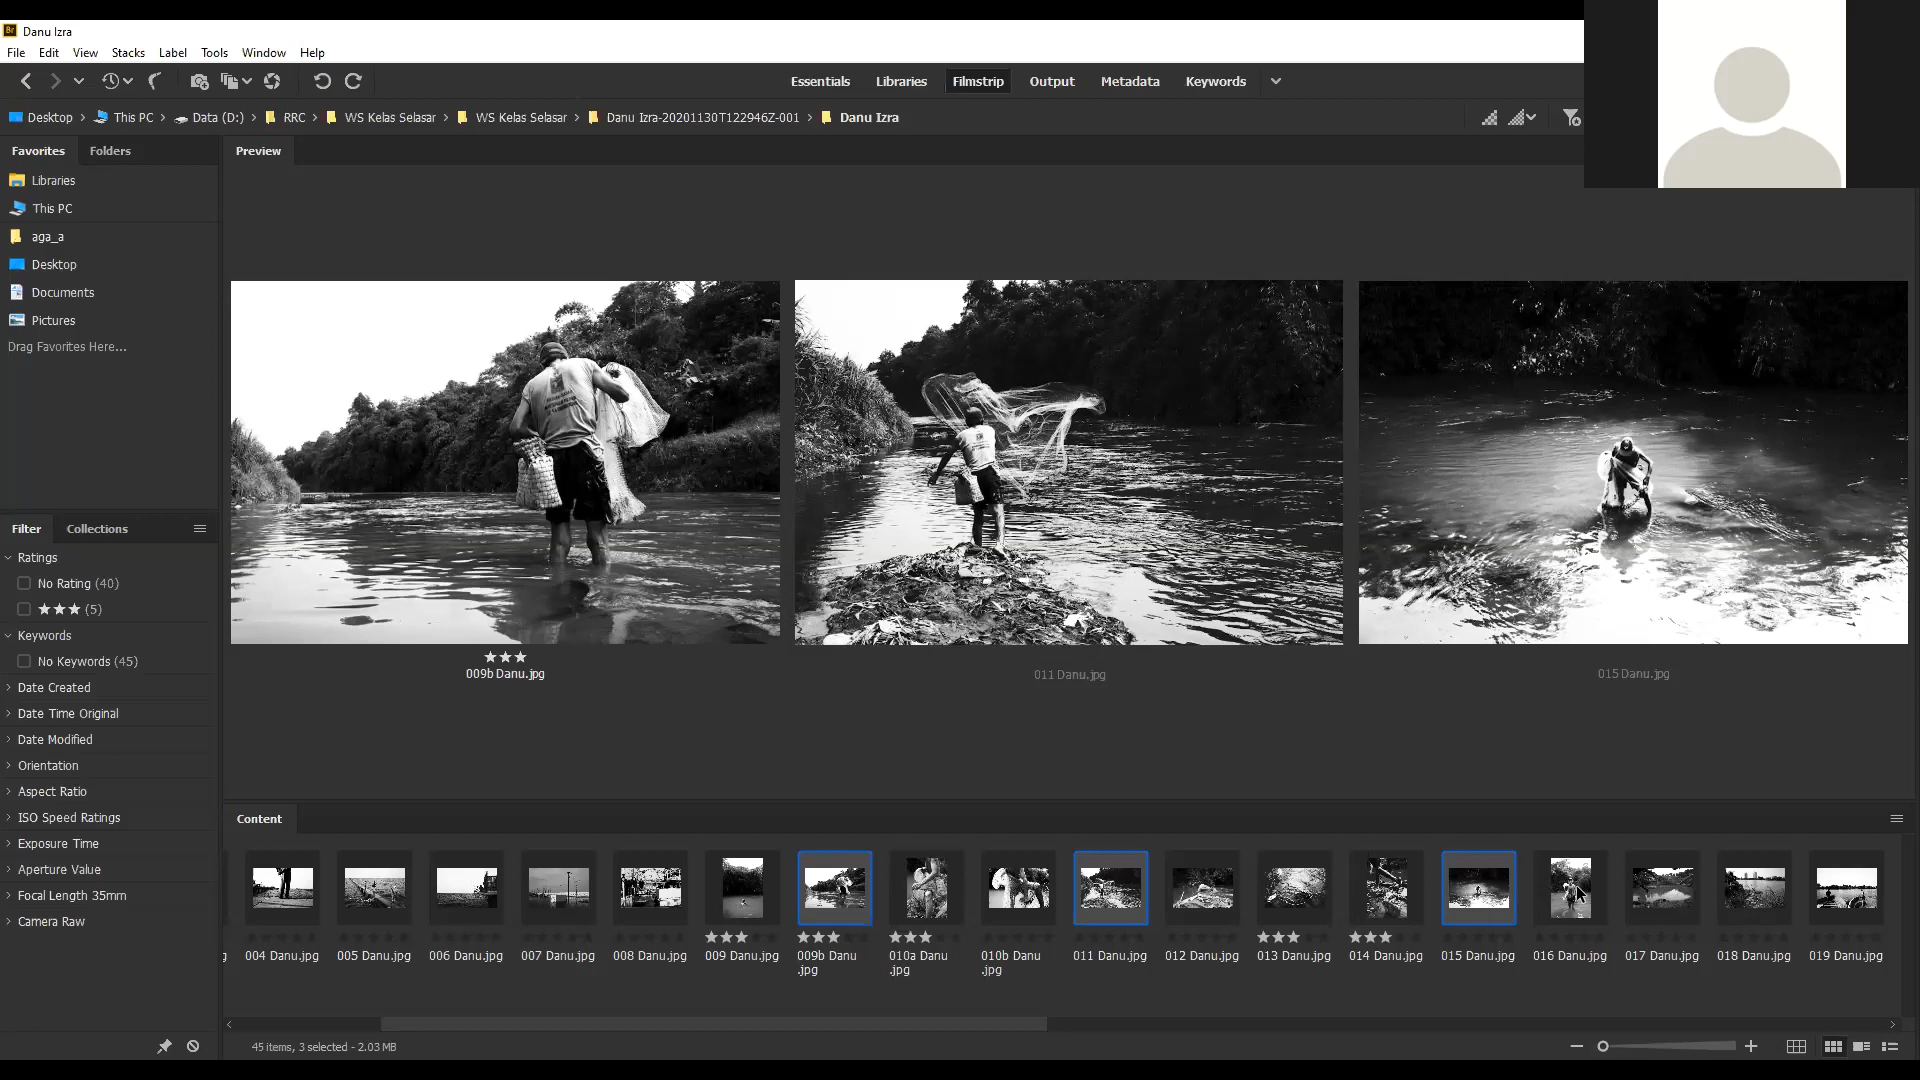 Br Danu Izra
File Edit View Stacks Label Tools Window Help
Essentials Libraries Filmstrip Output Metadata Keywords
Desktop > This PC > Data (D:) > RRC > WS Kelas Selasar > WS Kelas Selasar > Danu Izra-20201130T122946Z-001 > Danu Izra
Favorites Folders
Preview
Libraries
This PC
aga_a
Desktop
Documents
Pictures
Drag Favorites Here...
★★★
009b Danu.jpg
011 Danu.jpg
015 Danu.jpg
Filter Collections
Ratings
No Rating (40)
★★★ (5)
Keywords
No Keywords (45)
Date Created
Date Time Original
Date Modified
Orientation
Aspect Ratio
ISO Speed Ratings
Exposure Time
Aperture Value
Focal Length 35mm
Camera Raw
Content
g
004 Danu.jpg
005 Danu.jpg
006 Danu.jpg
007 Danu.jpg
008 Danu.jpg
★★★
009 Danu.jpg
★★★
009b Danu
.jpg
★★★
010a Danu
.jpg
010b Danu
.jpg
011 Danu.jpg
012 Danu.jpg
★★★
013 Danu.jpg
★★★
014 Danu.jpg
015 Danu.jpg
016 Danu.jpg
017 Danu.jpg
018 Danu.jpg
019 Danu.jpg
45 items, 3 selected - 2.03 MB